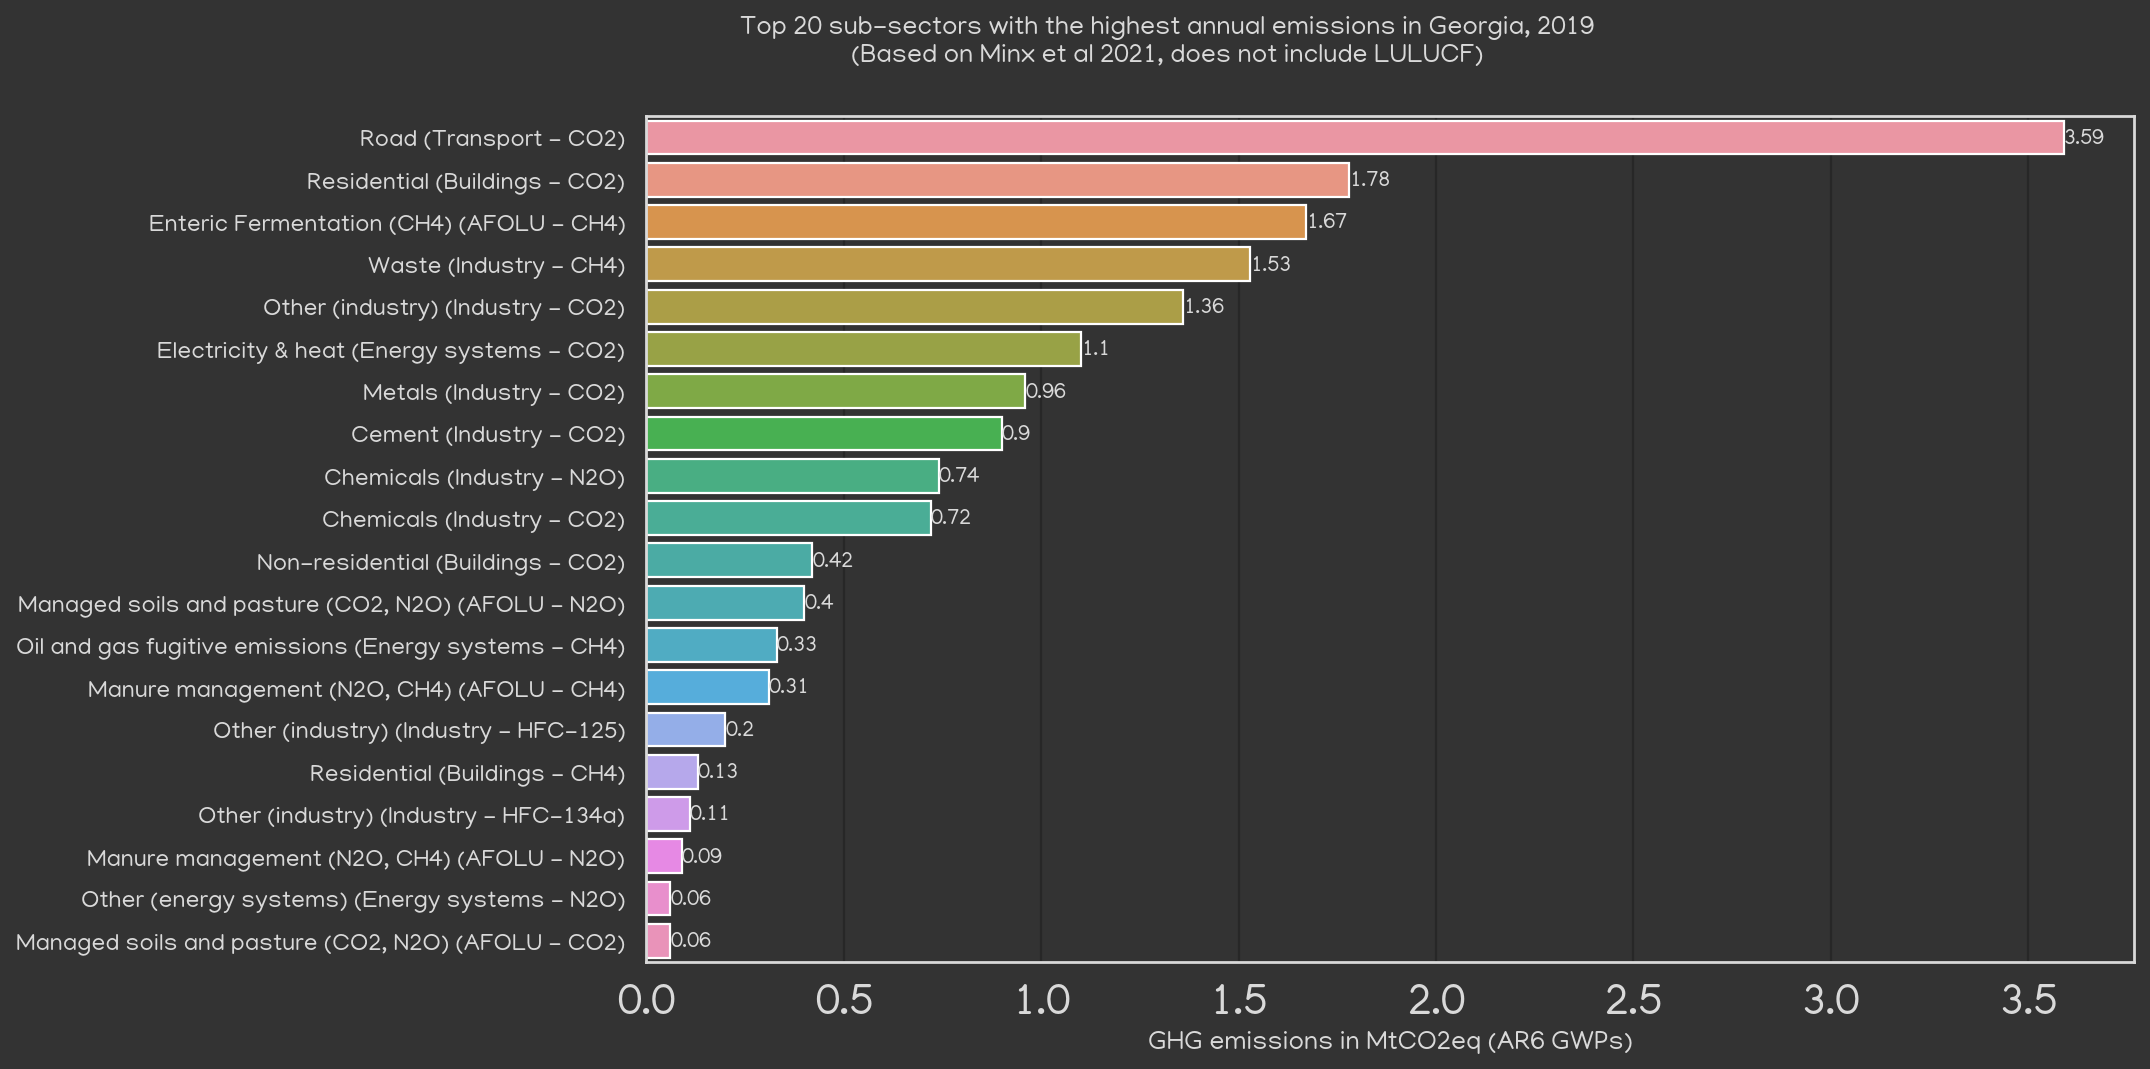 Top 20 sub-sectors with the highest annual emissions in Georgia, 2019
(Based on Minx et al 2021, does not include LULUCF)
Road (Transport - CO2) 3.59
Residential (Buildings - CO2) 1.78
Enteric Fermentation (CH4) (AFOLU - CH4) 1.67
Waste (Industry - CH4) 1.53
Other (industry) (Industry - CO2) 1.36
Electricity & heat (Energy systems - CO2) 1.1
Metals (Industry - CO2) 0.96
Cement (Industry - CO2) 0.9
Chemicals (Industry - N2O) 0.74
Chemicals (Industry - CO2) 0.72
Non-residential (Buildings - CO2) 0.42
Managed soils and pasture (CO2, N2O) (AFOLU - N2O) 0.4
Oil and gas fugitive emissions (Energy systems - CH4) 0.33
Manure management (N2O, CH4) (AFOLU - CH4) 0.31
Other (industry) (Industry - HFC-125) 0.2
Residential (Buildings - CH4) 0.13
Other (industry) (Industry - HFC-134a) 0.11
Manure management (N2O, CH4) (AFOLU - N2O) 0.09
Other (energy systems) (Energy systems - N2O) 0.06
Managed soils and pasture (CO2, N2O) (AFOLU - CO2) 0.06
0.0 0.5 1.0 1.5 2.0 2.5 3.0 3.5
GHG emissions in MtCO2eq (AR6 GWPs)